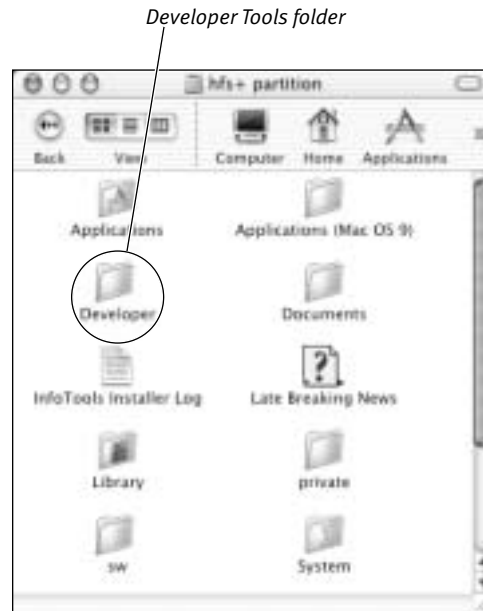 Developer Tools folder
hfs+ partition
Back View Computer Home Applications
Applications Applications (Mac OS 9)
Developer Documents
InfoTools Installer Log Late Breaking News
Library private
sw System